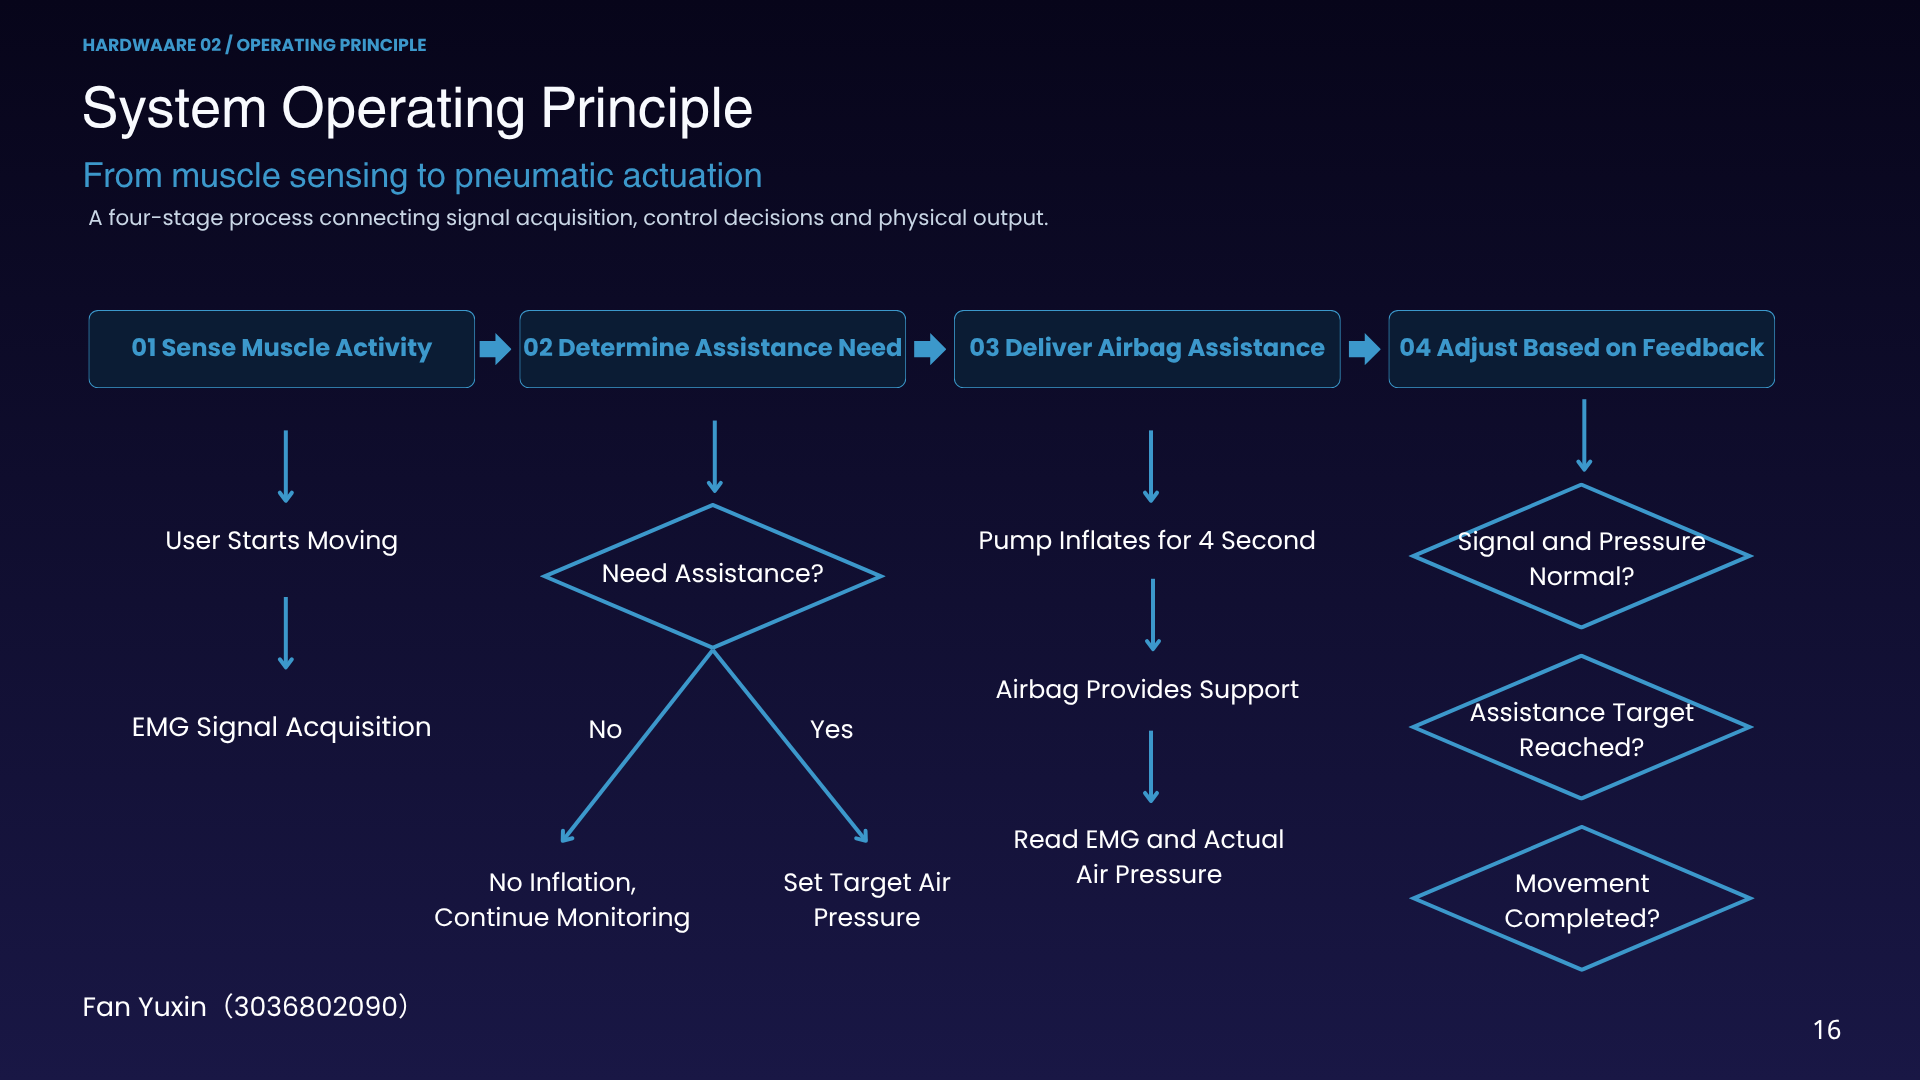 HARDWAARE 02 / OPERATING PRINCIPLE
System Operating Principle
From muscle sensing to pneumatic actuation
A four-stage process connecting signal acquisition, control decisions and physical output.
01 Sense Muscle Activity
02 Determine Assistance Need
03 Deliver Airbag Assistance
04 Adjust Based on Feedback
User Starts Moving
EMG Signal Acquisition
Need Assistance?
No
Yes
No Inflation,
Continue Monitoring
Set Target Air
Pressure
Pump Inflates for 4 Second
Airbag Provides Support
Read EMG and Actual
Air Pressure
Signal and Pressure
Normal?
Assistance Target
Reached?
Movement
Completed?
Fan Yuxin（3036802090）
16